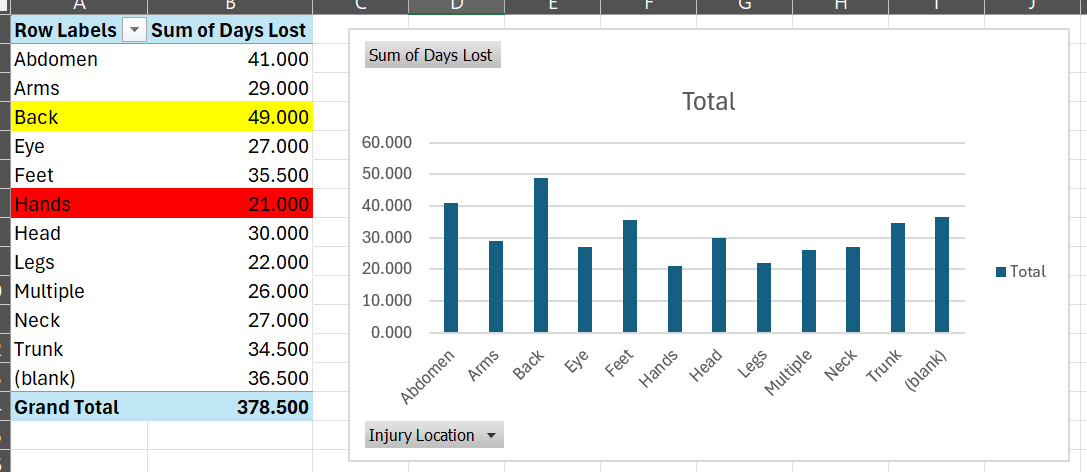 A B C D E F G H I J
Row Labels Sum of Days Lost
Abdomen 41.000
Arms 29.000
Back 49.000
Eye 27.000
Feet 35.500
Hands 21.000
Head 30.000
Legs 22.000
Multiple 26.000
Neck 27.000
Trunk 34.500
(blank) 36.500
Grand Total 378.500
Sum of Days Lost
Total
60.000
50.000
40.000
30.000
20.000
10.000
0.000
Abdomen Arms Back Eye Feet Hands Head Legs Multiple Neck Trunk (blank)
Total
Injury Location